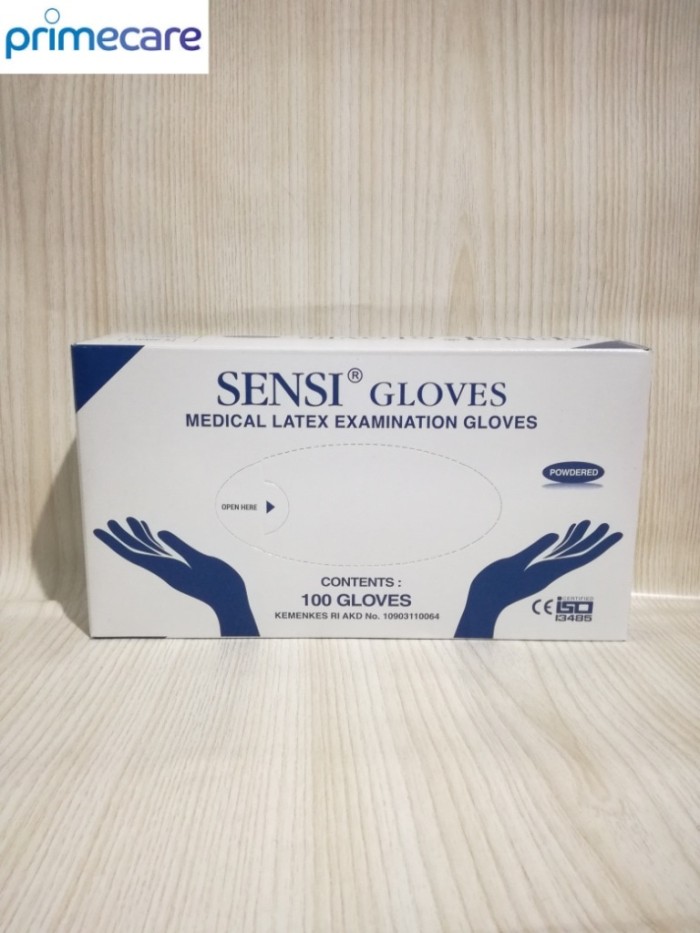 primecare
SENSI® GLOVES
MEDICAL LATEX EXAMINATION GLOVES
POWDERED
OPEN HERE
CONTENTS :
100 GLOVES
KEMENKES RI AKD No. 10903110064
CE
CERTIFIED
ISO
13485